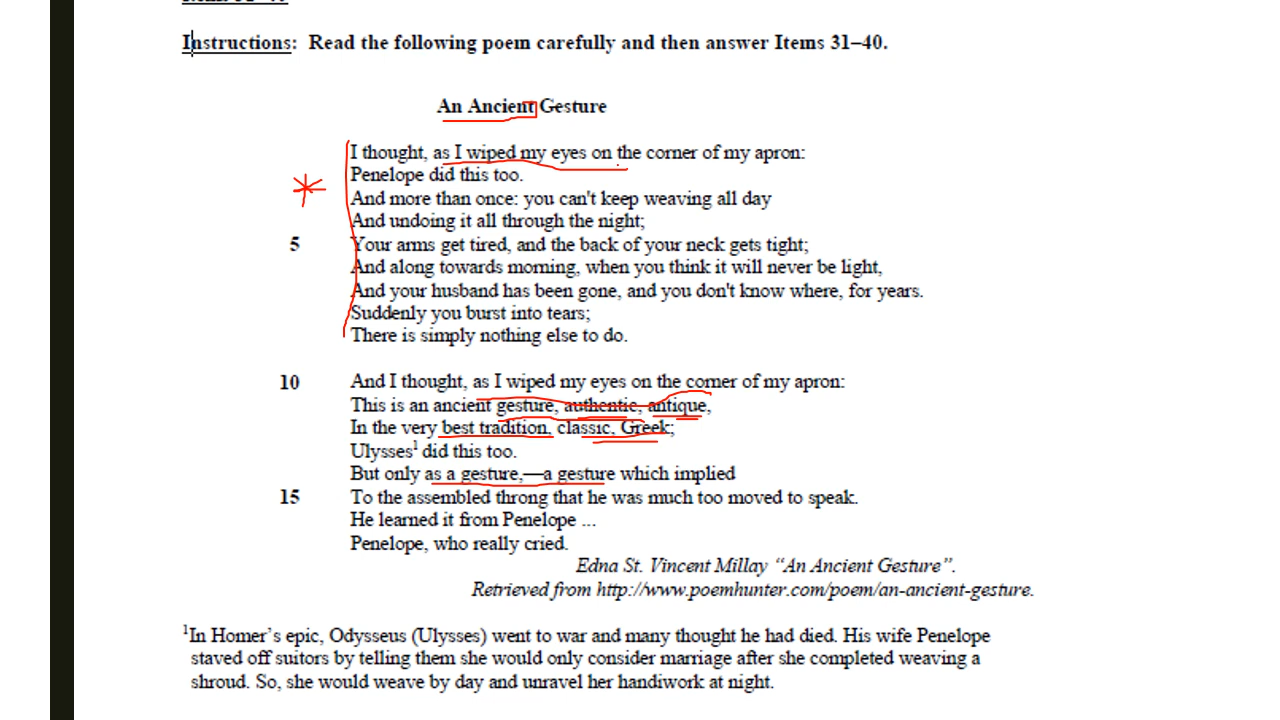 Instructions: Read the following poem carefully and then answer Items 31–40.
An Ancient Gesture
I thought, as I wiped my eyes on the corner of my apron:
Penelope did this too.
And more than once: you can't keep weaving all day
And undoing it all through the night;
5 Your arms get tired, and the back of your neck gets tight;
And along towards morning, when you think it will never be light,
And your husband has been gone, and you don't know where, for years.
Suddenly you burst into tears;
There is simply nothing else to do.
10 And I thought, as I wiped my eyes on the corner of my apron:
This is an ancient gesture, authentic, antique,
In the very best tradition, classic, Greek;
Ulysses¹ did this too.
But only as a gesture,—a gesture which implied
15 To the assembled throng that he was much too moved to speak.
He learned it from Penelope ...
Penelope, who really cried.
Edna St. Vincent Millay “An Ancient Gesture”.
Retrieved from http://www.poemhunter.com/poem/an-ancient-gesture.
¹In Homer’s epic, Odysseus (Ulysses) went to war and many thought he had died. His wife Penelope
staved off suitors by telling them she would only consider marriage after she completed weaving a
shroud. So, she would weave by day and unravel her handiwork at night.